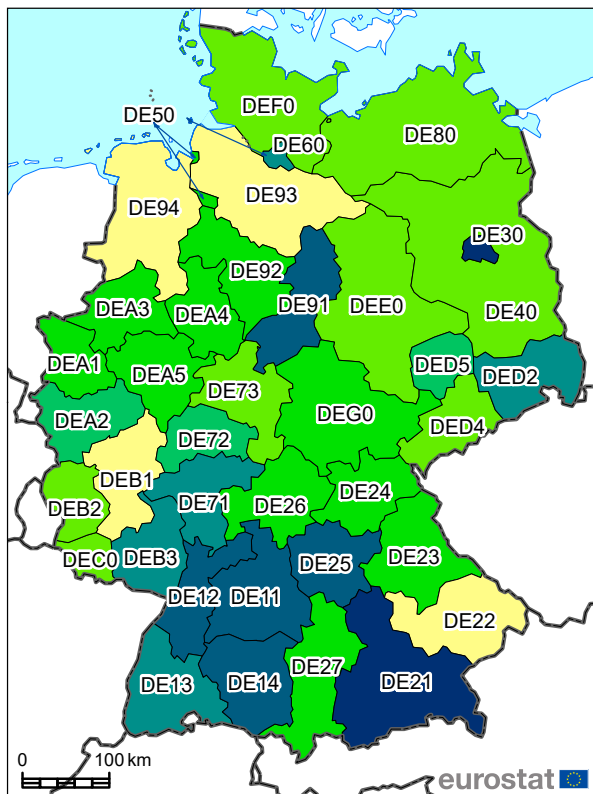 DEF0
DE50
DE80
DE60
DE93
DE94
DE30
DE92
DE91
DEE0
DEA3
DEA4
DE40
DEA1
DEA5
DE73
DED5
DED2
DEG0
DEA2
DE72
DED4
DEB1
DE71
DE24
DEB2
DE26
DEC0
DEB3
DE25
DE23
DE12
DE11
DE22
DE27
DE13
DE14
DE21
0 100 km
eurostat